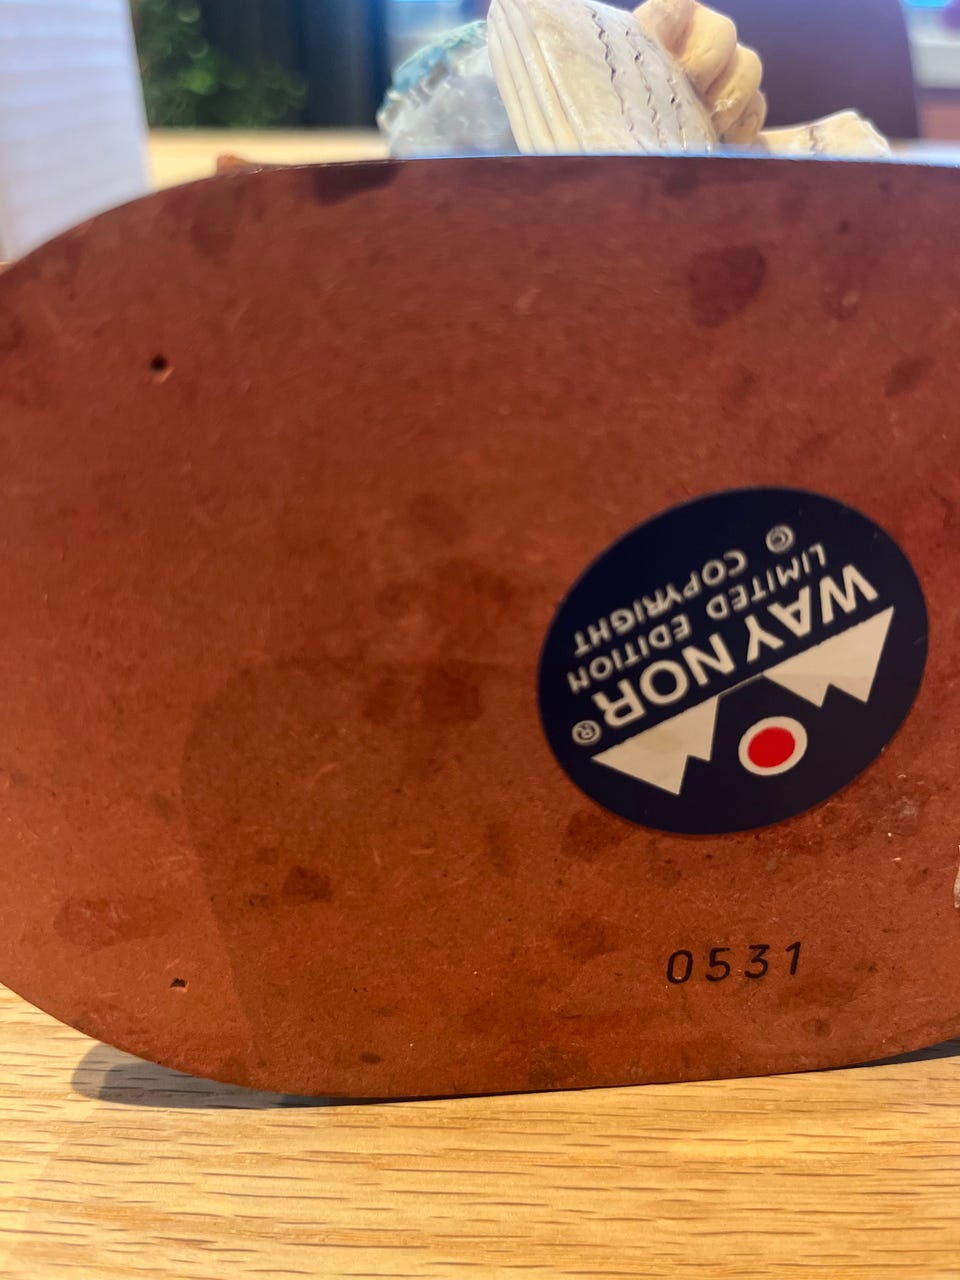 WAY NOR®
LIMITED EDITION
© COPYRIGHT
0531